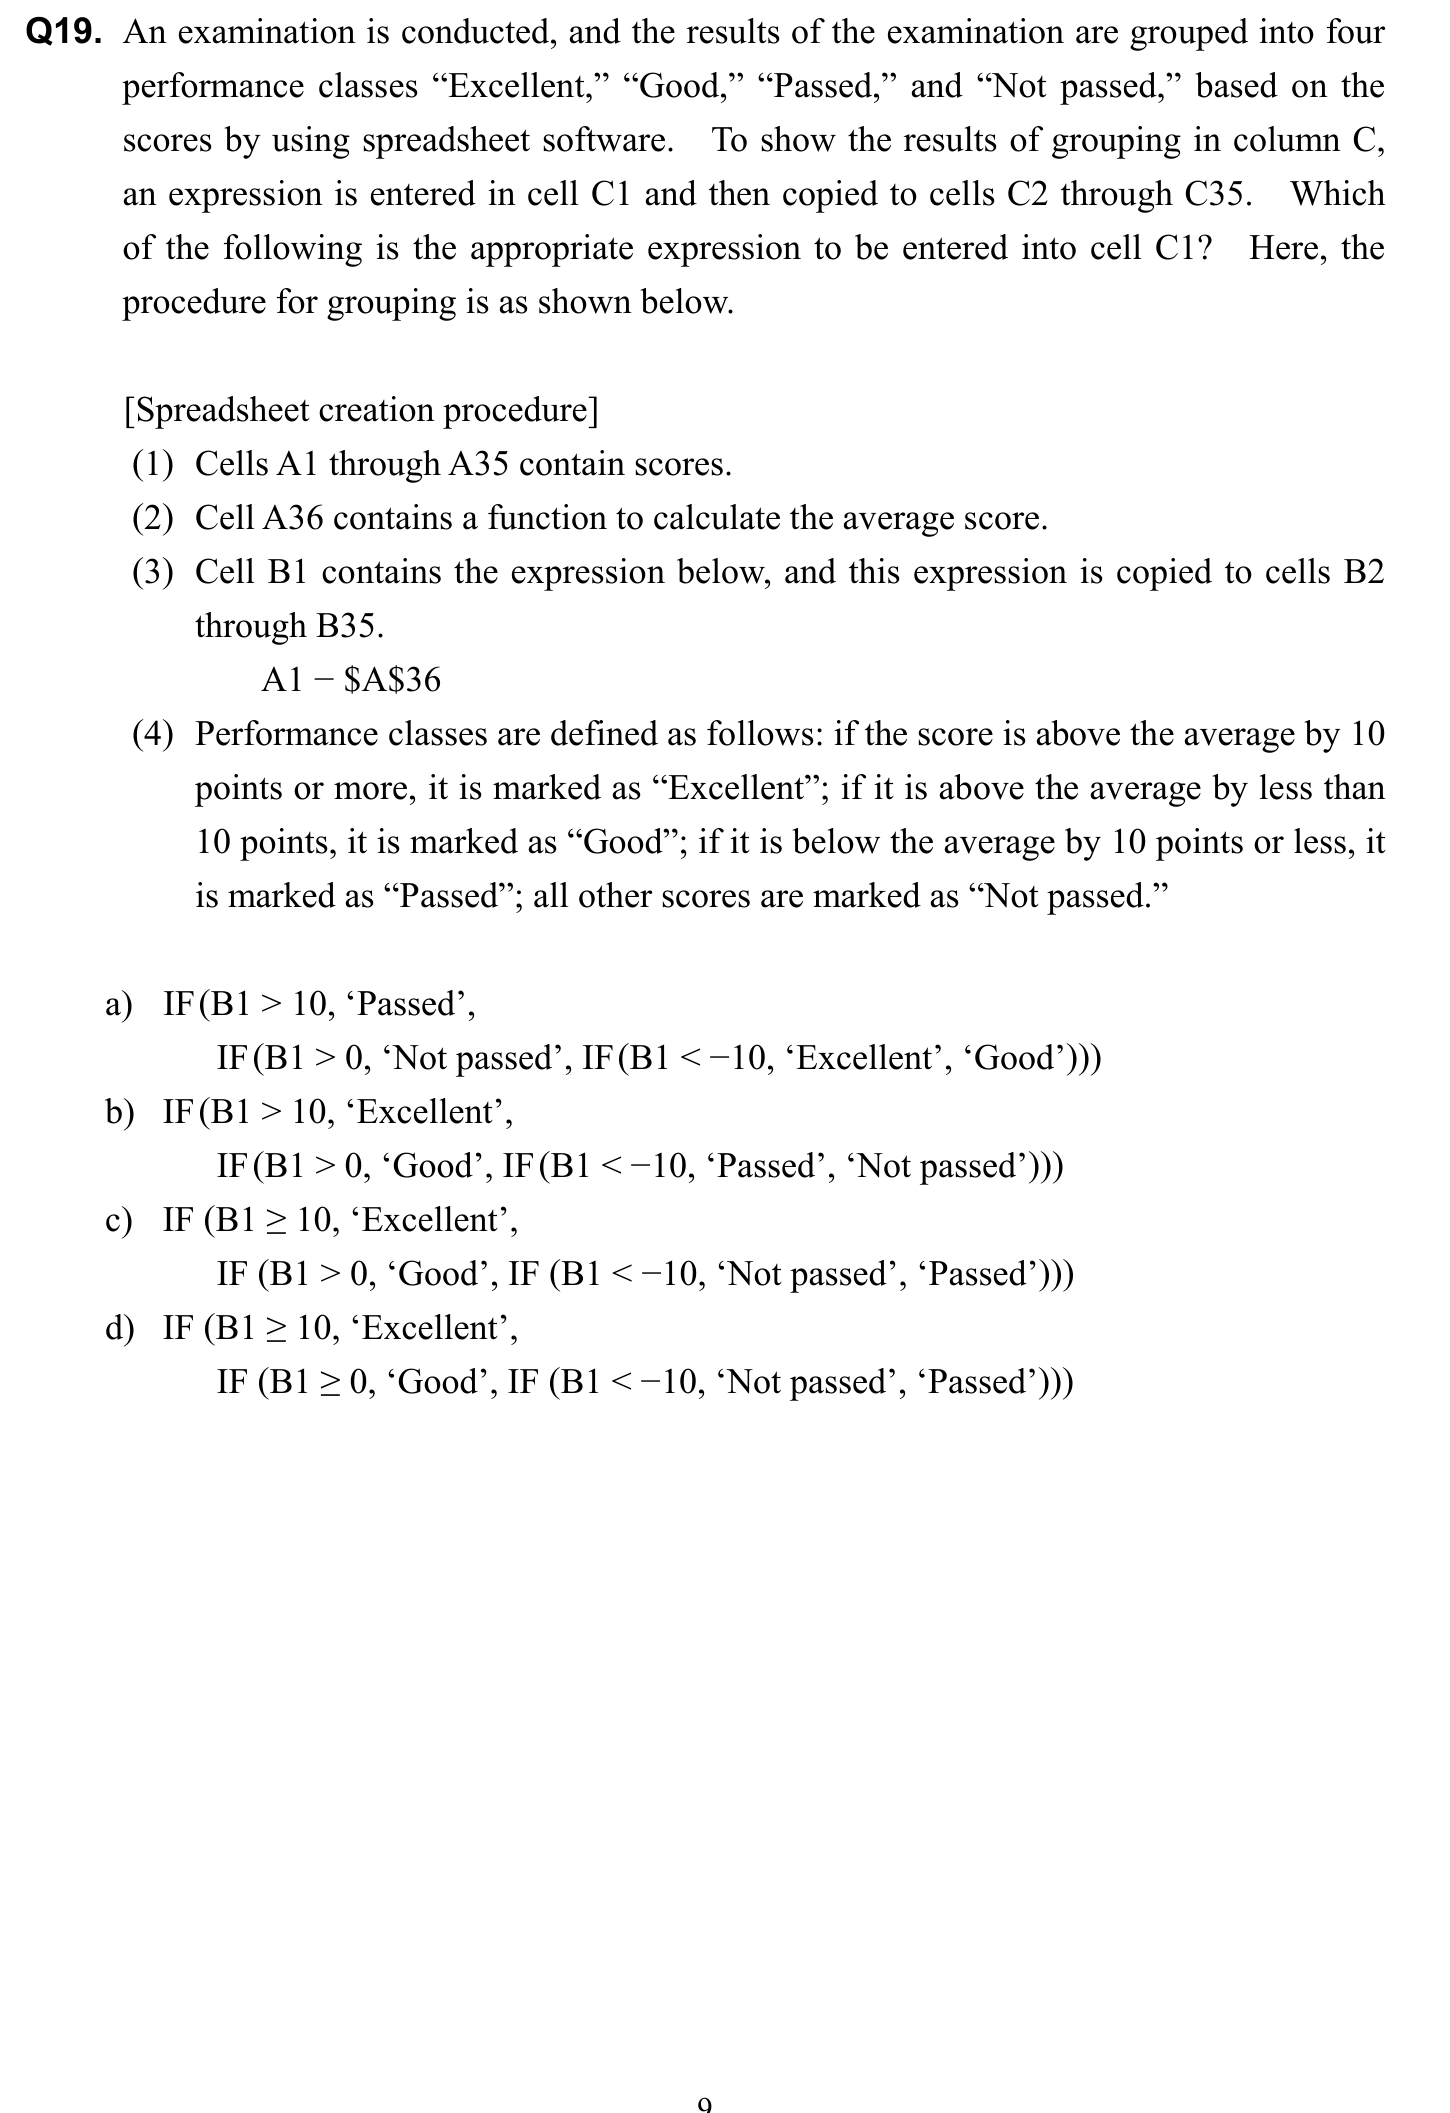 Q19. An examination is conducted, and the results of the examination are grouped into four
performance classes “Excellent,” “Good,” “Passed,” and “Not passed,” based on the
scores by using spreadsheet software. To show the results of grouping in column C,
an expression is entered in cell C1 and then copied to cells C2 through C35. Which
of the following is the appropriate expression to be entered into cell C1? Here, the
procedure for grouping is as shown below.
[Spreadsheet creation procedure]
(1) Cells A1 through A35 contain scores.
(2) Cell A36 contains a function to calculate the average score.
(3) Cell B1 contains the expression below, and this expression is copied to cells B2
through B35.
A1 − $A$36
(4) Performance classes are defined as follows: if the score is above the average by 10
points or more, it is marked as “Excellent”; if it is above the average by less than
10 points, it is marked as “Good”; if it is below the average by 10 points or less, it
is marked as “Passed”; all other scores are marked as “Not passed.”
a) IF(B1 > 10, ‘Passed’,
IF(B1 > 0, ‘Not passed’, IF(B1 < −10, ‘Excellent’, ‘Good’)))
b) IF(B1 > 10, ‘Excellent’,
IF(B1 > 0, ‘Good’, IF(B1 < −10, ‘Passed’, ‘Not passed’)))
c) IF (B1 ≥ 10, ‘Excellent’,
IF (B1 > 0, ‘Good’, IF (B1 < −10, ‘Not passed’, ‘Passed’)))
d) IF (B1 ≥ 10, ‘Excellent’,
IF (B1 ≥ 0, ‘Good’, IF (B1 < −10, ‘Not passed’, ‘Passed’)))
9